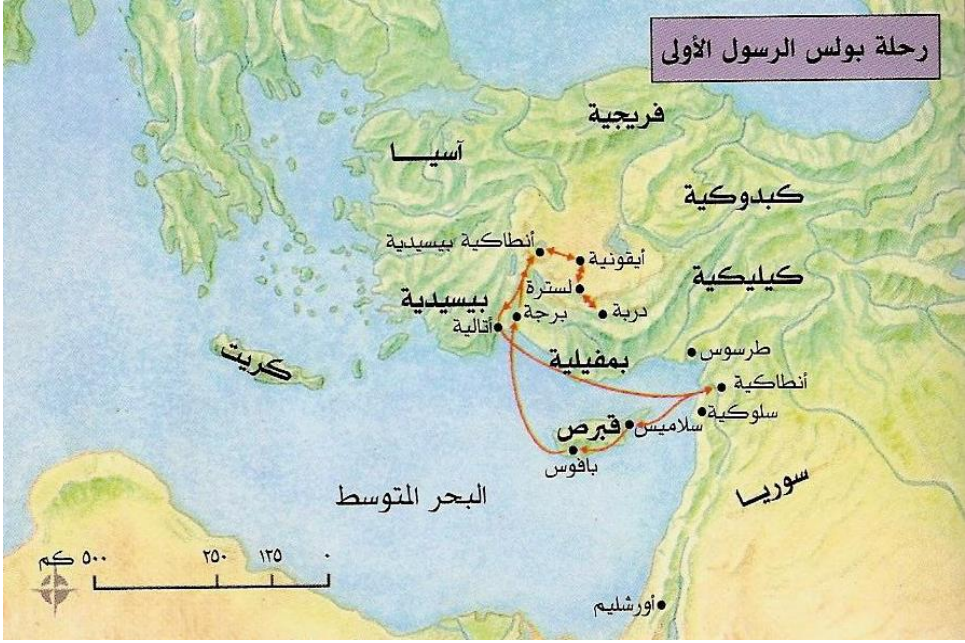 رحلة بولس الرسول الأولى
فريجية
آسيــا
كبدوكية
أنطاكية بيسيدية
أيقونية
كيليكية
لسترة
بيسيدية
برجة
دربة
أتالية
طرسوس
بمفيلية
كريت
أنطاكية
سلوكية
سلاميس
قبرص
بافوس
سوريا
البحر المتوسط
٥٠٠ كم ٢٥٠ ١٢٥ ٠
أورشليم